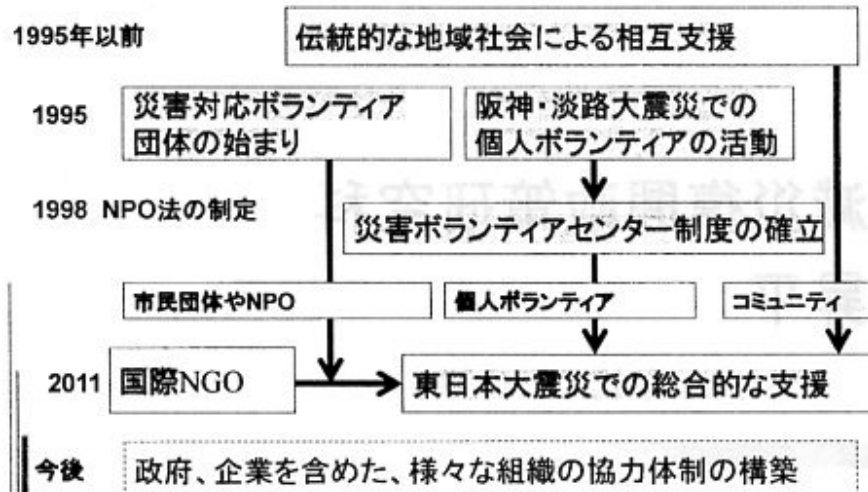 1995年以前
伝統的な地域社会による相互支援
1995
災害対応ボランティア
団体の始まり
阪神・淡路大震災での
個人ボランティアの活動
1998 NPO法の制定
災害ボランティアセンター制度の確立
市民団体やNPO
個人ボランティア
コミュニティ
2011
国際NGO
東日本大震災での総合的な支援
今後
政府、企業を含めた、様々な組織の協力体制の構築